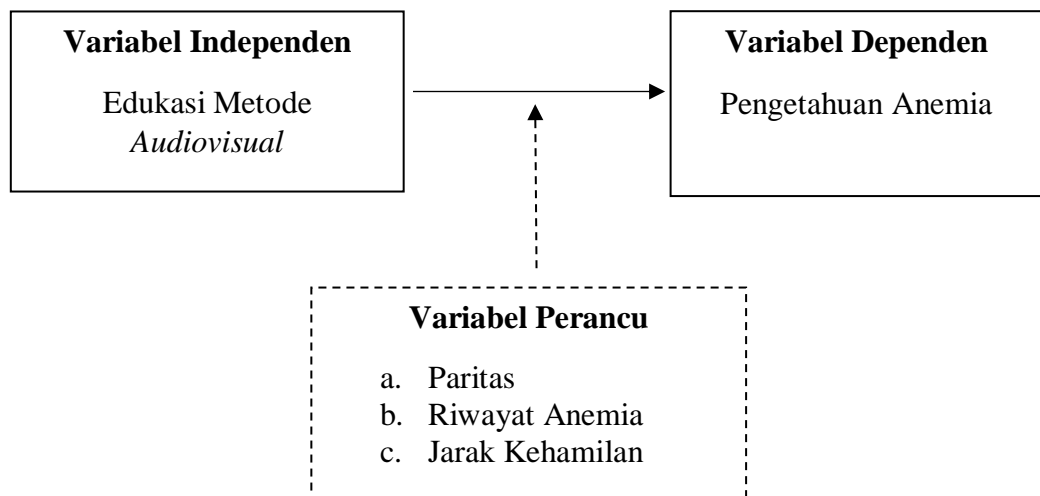 Variabel Independen
Edukasi Metode
Audiovisual
Variabel Dependen
Pengetahuan Anemia
Variabel Perancu
a. Paritas
b. Riwayat Anemia
c. Jarak Kehamilan